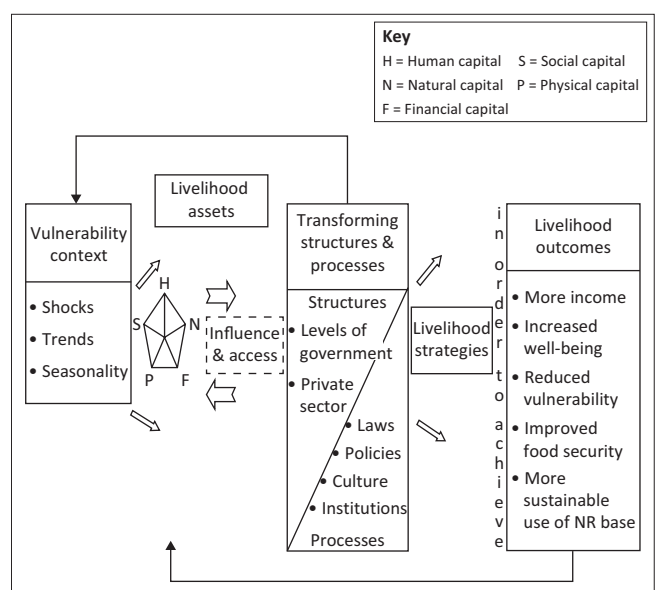 Key
H = Human capital S = Social capital
N = Natural capital P = Physical capital
F = Financial capital
Livelihood
assets
Vulnerability
context
• Shocks
• Trends
• Seasonality
H
S
N
P
F
Influence
& access
Transforming
structures &
processes
Structures
• Levels of
government
• Private
sector
• Laws
• Policies
• Culture
• Institutions
Processes
Livelihood
strategies
in order to achieve
Livelihood
outcomes
• More income
• Increased
well-being
• Reduced
vulnerability
• Improved
food security
• More
sustainable
use of NR base